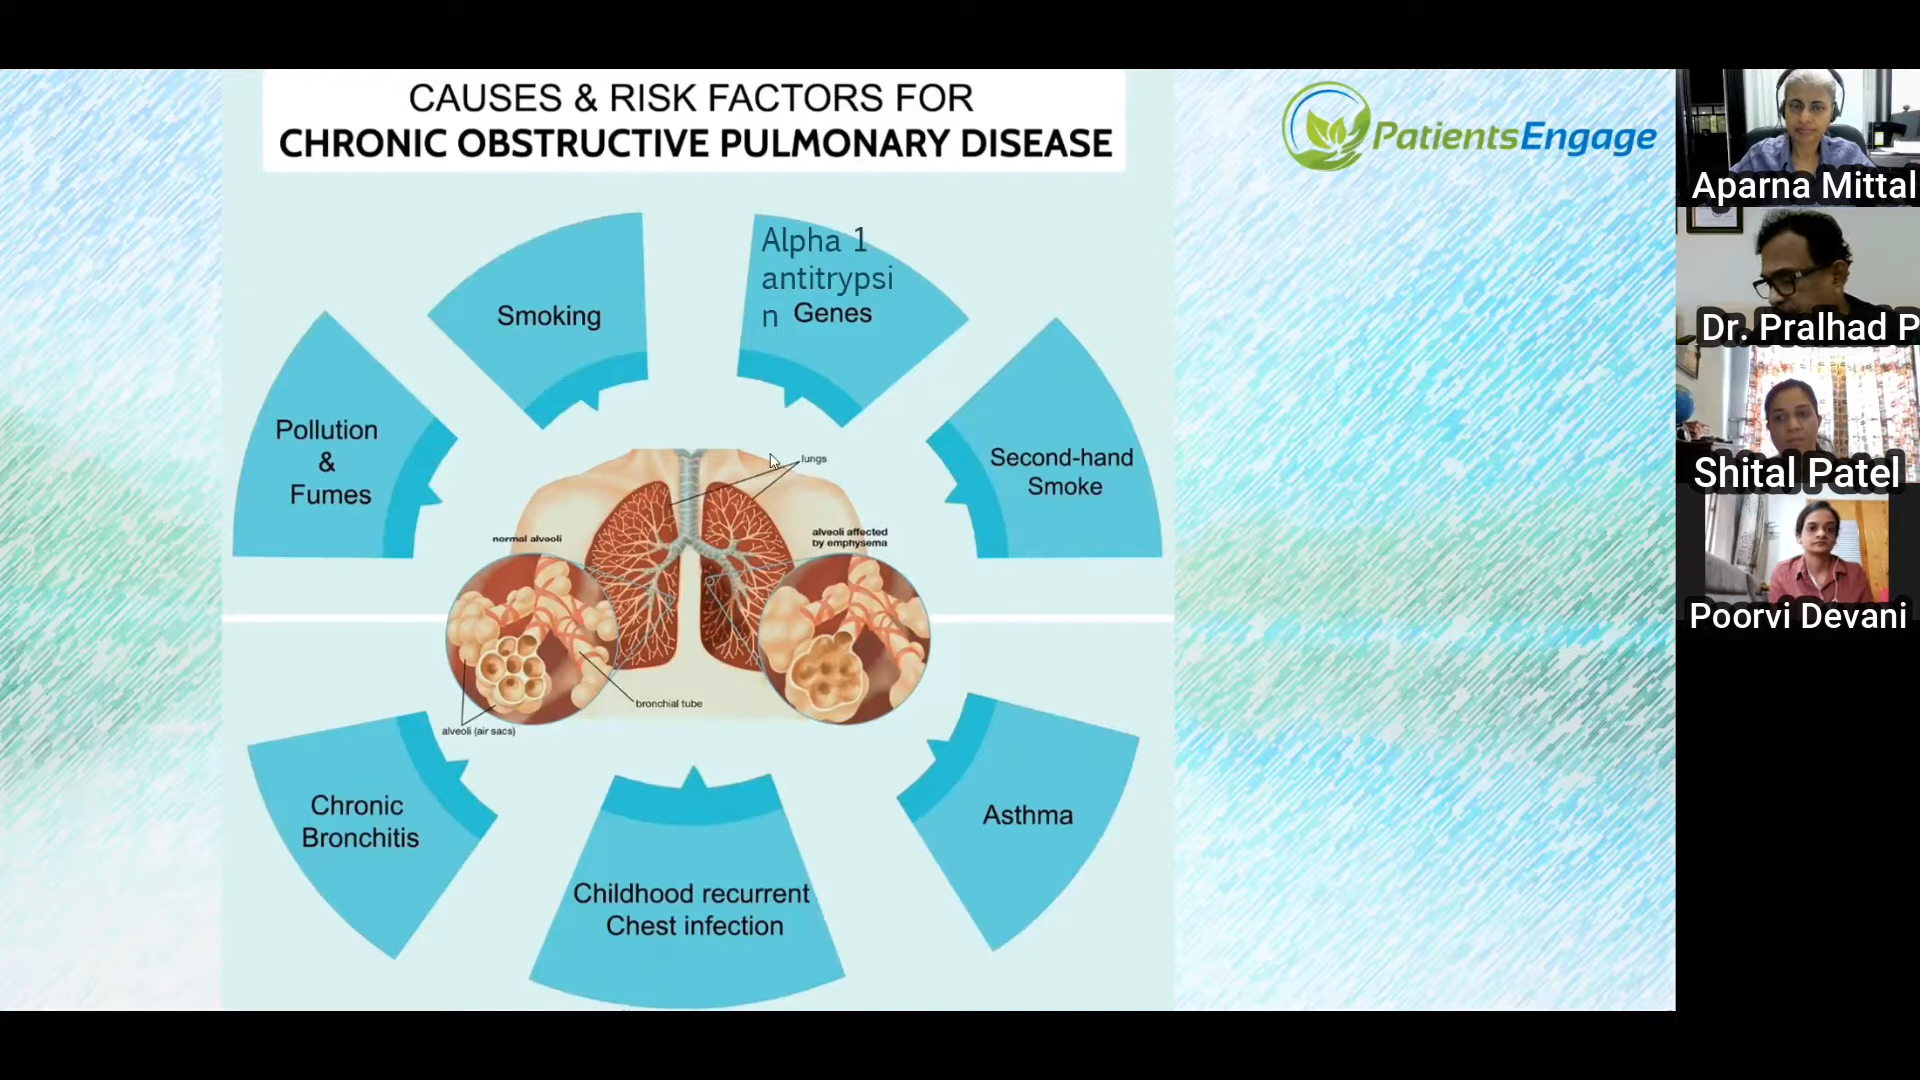 CAUSES & RISK FACTORS FOR
CHRONIC OBSTRUCTIVE PULMONARY DISEASE
PatientsEngage
Smoking
Alpha 1
antitrypsi
n Genes
Pollution
&
Fumes
Second-hand
Smoke
lungs
normal alveoli
alveoli affected
by emphysema
bronchial tube
alveoli (air sacs)
Chronic
Bronchitis
Childhood recurrent
Chest infection
Asthma
Aparna Mittal
Dr. Pralhad P
Shital Patel
Poorvi Devani